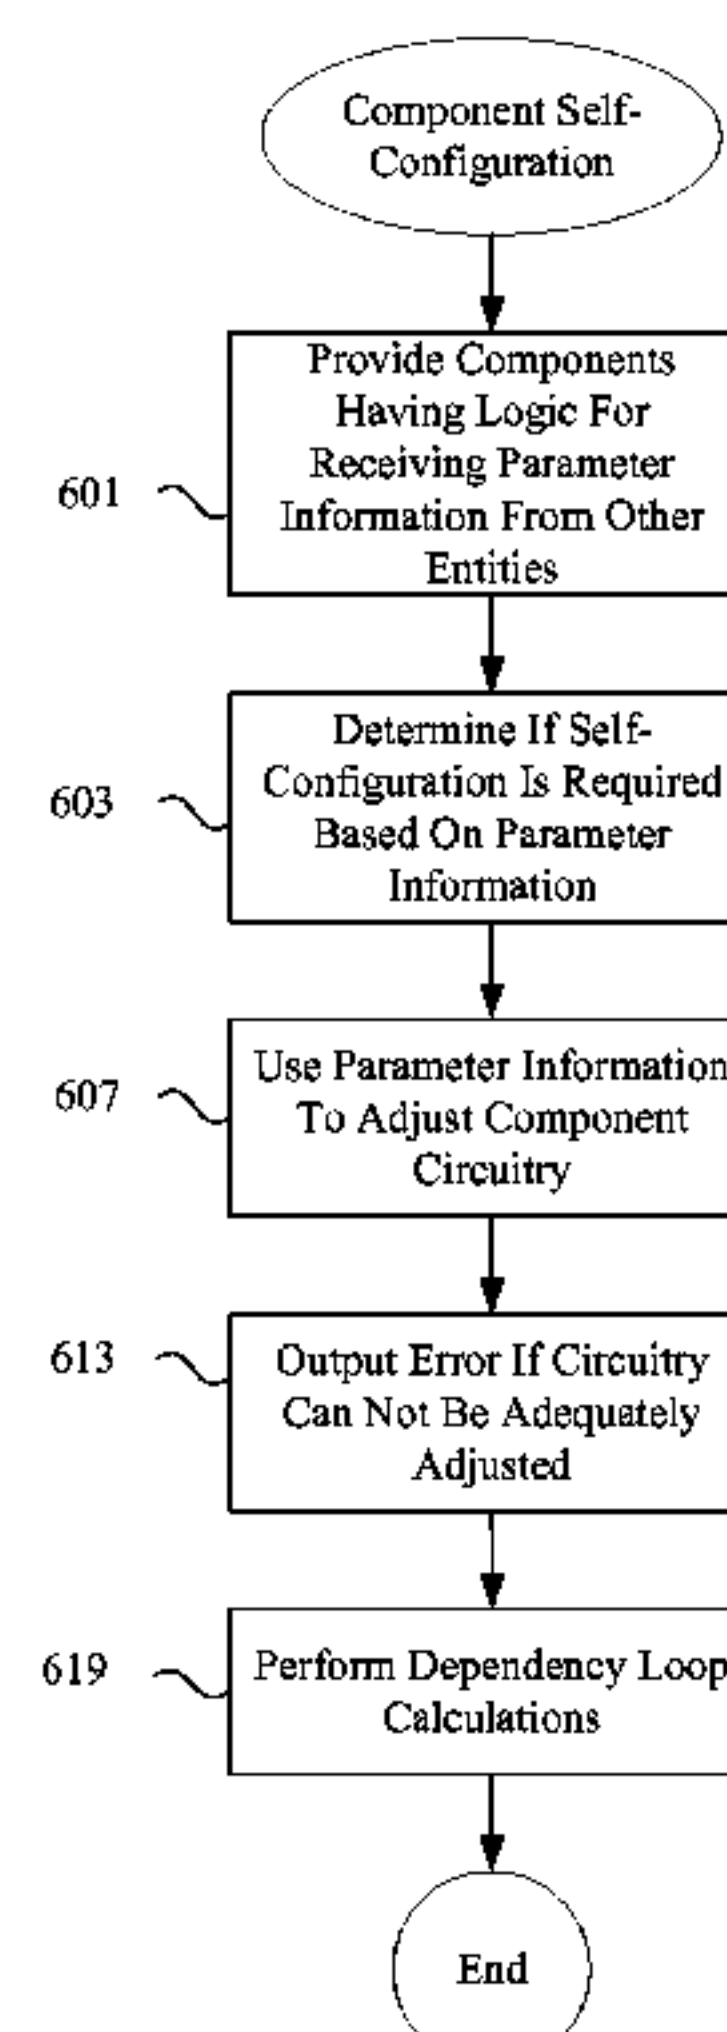 Component Self-
Configuration
Provide Components
Having Logic For
Receiving Parameter
Information From Other
Entities
601
Determine If Self-
Configuration Is Required
Based On Parameter
Information
603
Use Parameter Information
To Adjust Component
Circuitry
607
Output Error If Circuitry
Can Not Be Adequately
Adjusted
613
Perform Dependency Loop
Calculations
619
End